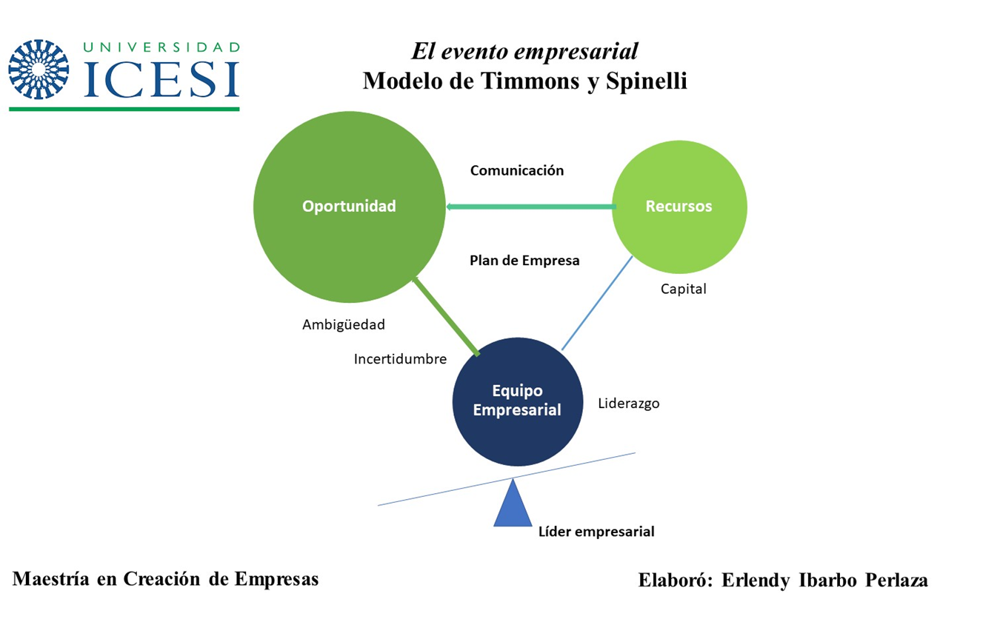 UNIVERSIDAD
ICESI
El evento empresarial
Modelo de Timmons y Spinelli
Comunicación
Oportunidad
Recursos
Plan de Empresa
Capital
Ambigüedad
Incertidumbre
Equipo
Empresarial
Liderazgo
Líder empresarial
Maestría en Creación de Empresas
Elaboró: Erlendy Ibarbo Perlaza